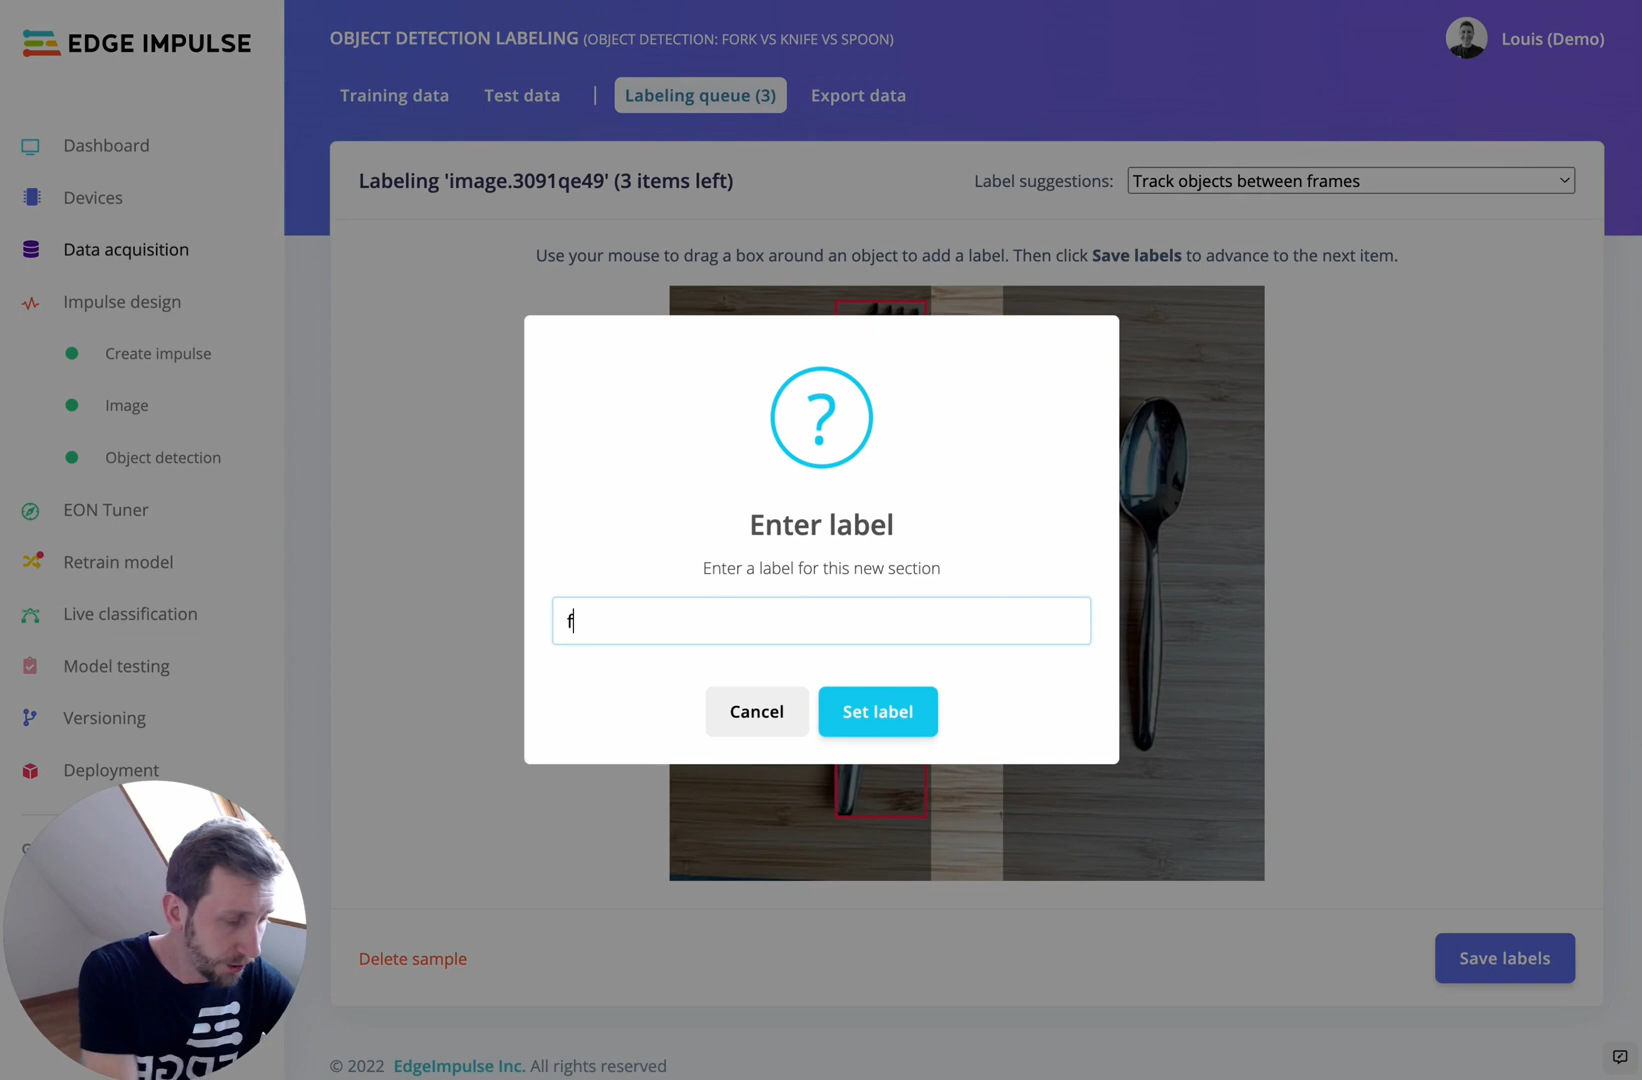 EDGE IMPULSE
OBJECT DETECTION LABELING (OBJECT DETECTION: FORK VS KNIFE VS SPOON)
Louis (Demo)
Training data
Test data
|
Labeling queue (3)
Export data
Dashboard
Devices
Data acquisition
Impulse design
Create impulse
Image
Object detection
EON Tuner
Retrain model
Live classification
Model testing
Versioning
Deployment
Labeling 'image.3091qe49' (3 items left)
Label suggestions:
Track objects between frames
Use your mouse to drag a box around an object to add a label. Then click Save labels to advance to the next item.
?
Enter label
Enter a label for this new section
f
Cancel
Set label
Delete sample
Save labels
© 2022 EdgeImpulse Inc. All rights reserved